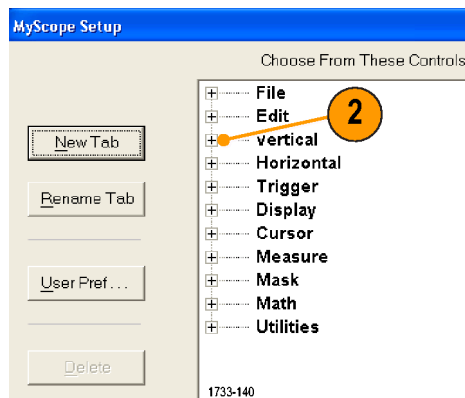 MyScope Setup
Choose From These Controls
New Tab
Rename Tab
User Pref...
Delete
File
Edit
Vertical
Horizontal
Trigger
Display
Cursor
Measure
Mask
Math
Utilities
2
1733-140